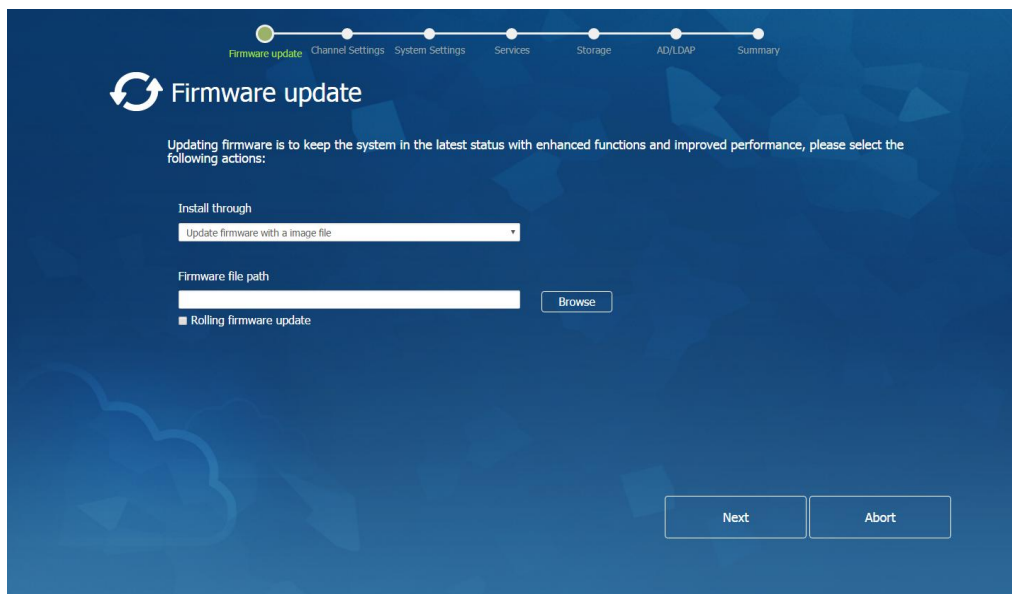 Firmware update
Channel Settings
System Settings
Services
Storage
AD/LDAP
Summary
Firmware update
Updating firmware is to keep the system in the latest status with enhanced functions and improved performance, please select the
following actions:
Install through
Update firmware with a image file
Firmware file path
Browse
Rolling firmware update
Next
Abort